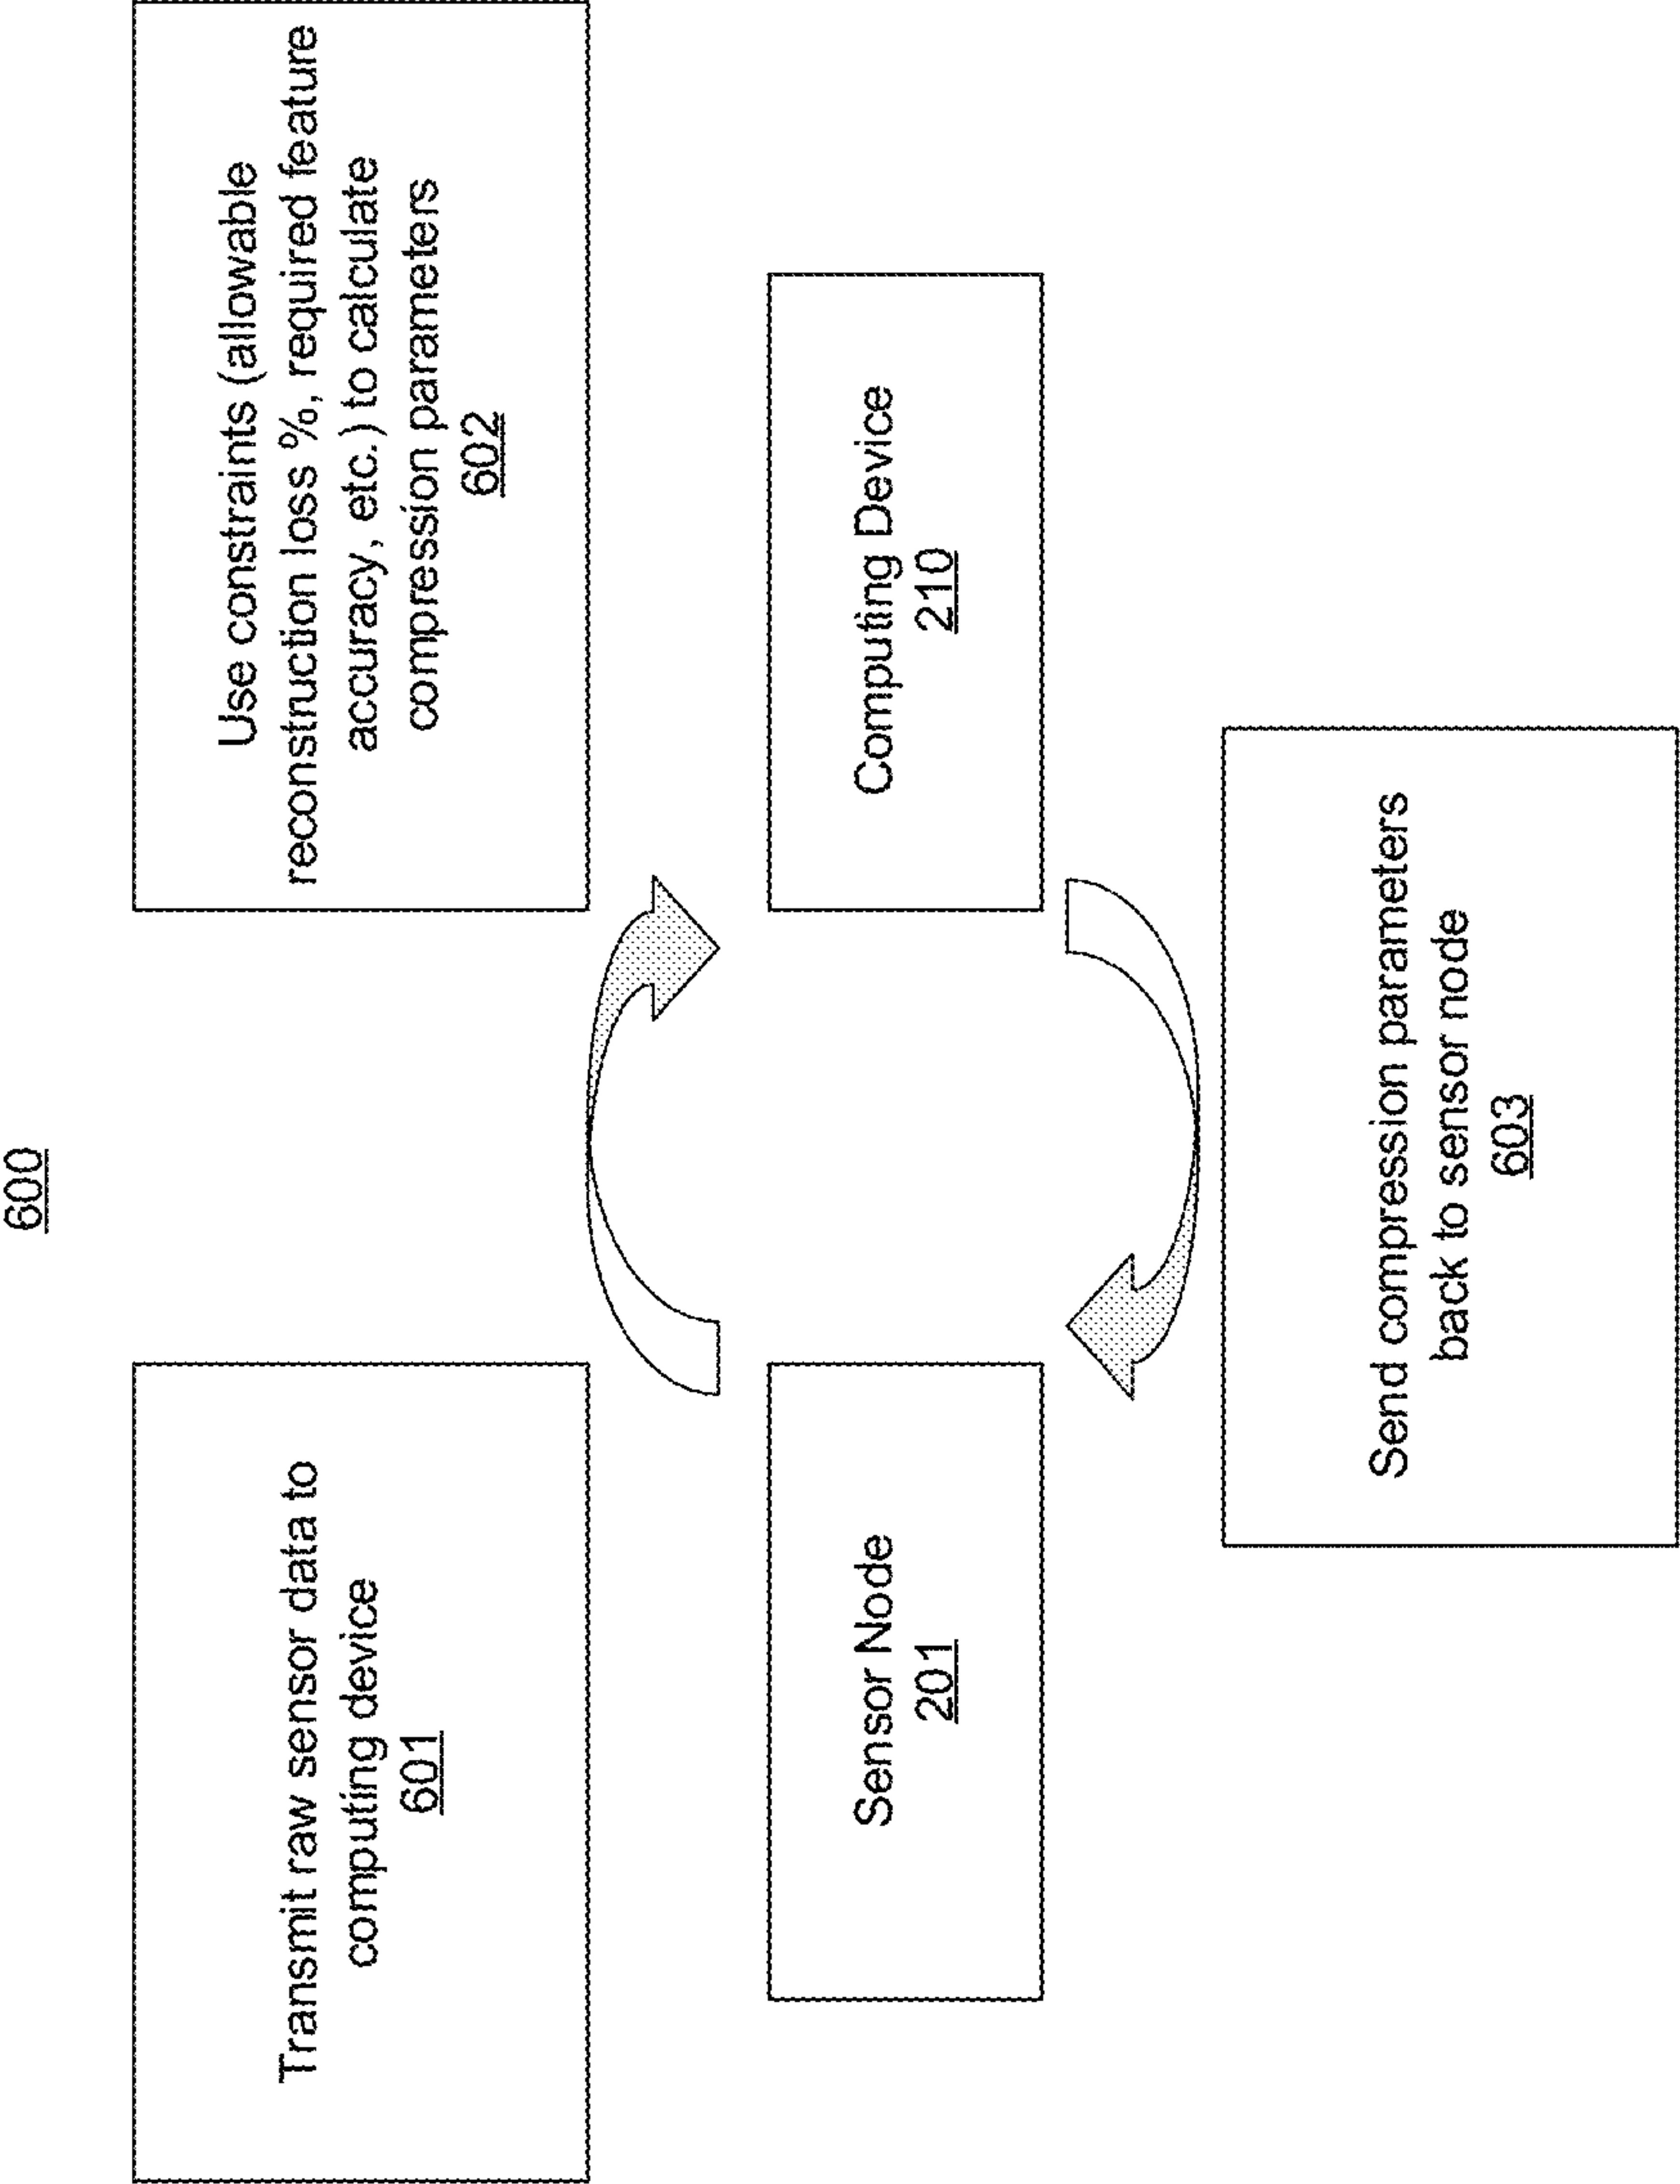 600
Transmit raw sensor data to
computing device
601
Use constraints (allowable
reconstruction loss %, required feature
accuracy, etc.) to calculate
compression parameters
602
Sensor Node
201
Computing Device
210
Send compression parameters
back to sensor node
603